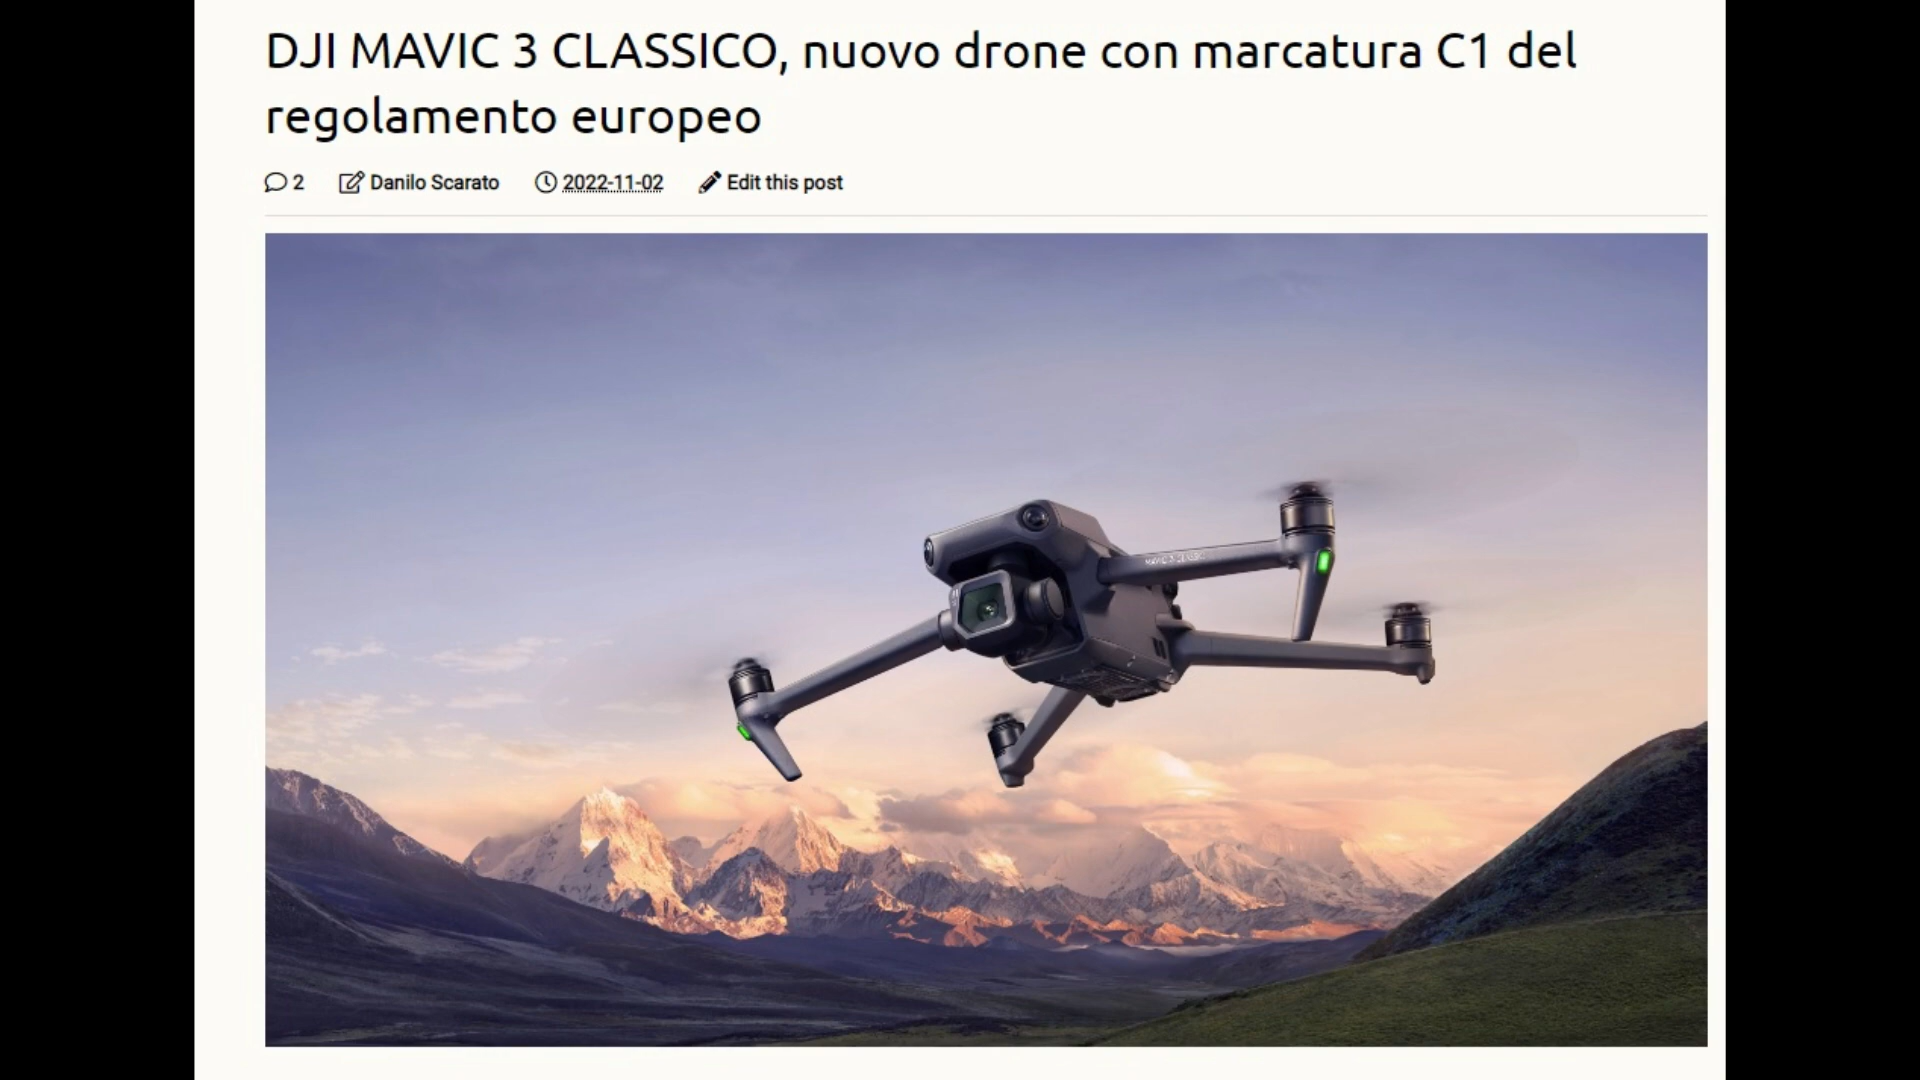 DJI MAVIC 3 CLASSICO, nuovo drone con marcatura C1 del
regolamento europeo
2 Danilo Scarato 2022-11-02 Edit this post